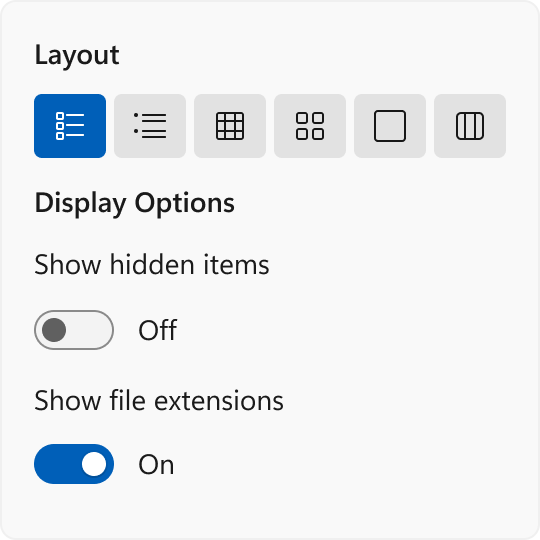 Layout
Display Options
Show hidden items
Off
Show file extensions
On